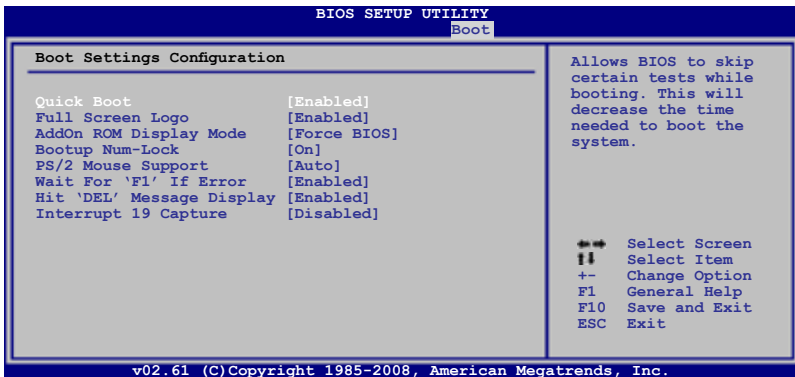 BIOS SETUP UTILITY
Boot
Boot Settings Configuration
Quick Boot [Enabled]
Full Screen Logo [Enabled]
AddOn ROM Display Mode [Force BIOS]
Bootup Num-Lock [On]
PS/2 Mouse Support [Auto]
Wait For ‘F1’ If Error [Enabled]
Hit ‘DEL’ Message Display [Enabled]
Interrupt 19 Capture [Disabled]
Allows BIOS to skip
certain tests while
booting. This will
decrease the time
needed to boot the
system.
←→ Select Screen
↑↓ Select Item
+- Change Option
F1 General Help
F10 Save and Exit
ESC Exit
v02.61 (C)Copyright 1985-2008, American Megatrends, Inc.